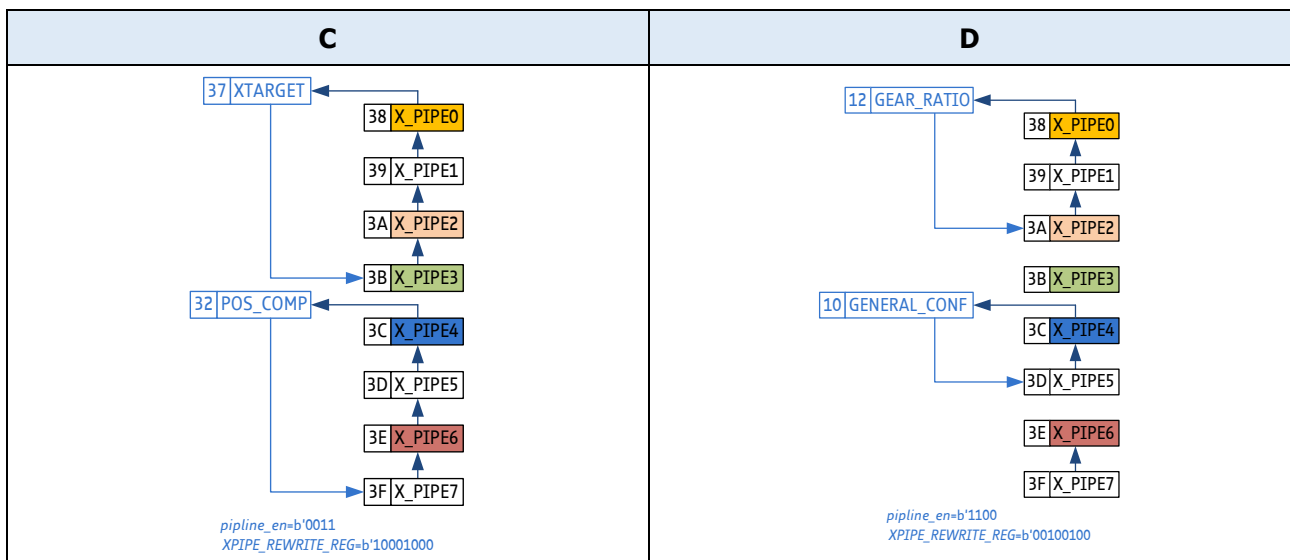 C
37 XTARGET
38 X_PIPE0
39 X_PIPE1
3A X_PIPE2
3B X_PIPE3
32 POS_COMP
3C X_PIPE4
3D X_PIPE5
3E X_PIPE6
3F X_PIPE7
pipline_en=b'0011
XPIPE_REWRITE_REG=b'10001000
D
12 GEAR_RATIO
38 X_PIPE0
39 X_PIPE1
3A X_PIPE2
3B X_PIPE3
10 GENERAL_CONF
3C X_PIPE4
3D X_PIPE5
3E X_PIPE6
3F X_PIPE7
pipline_en=b'1100
XPIPE_REWRITE_REG=b'00100100